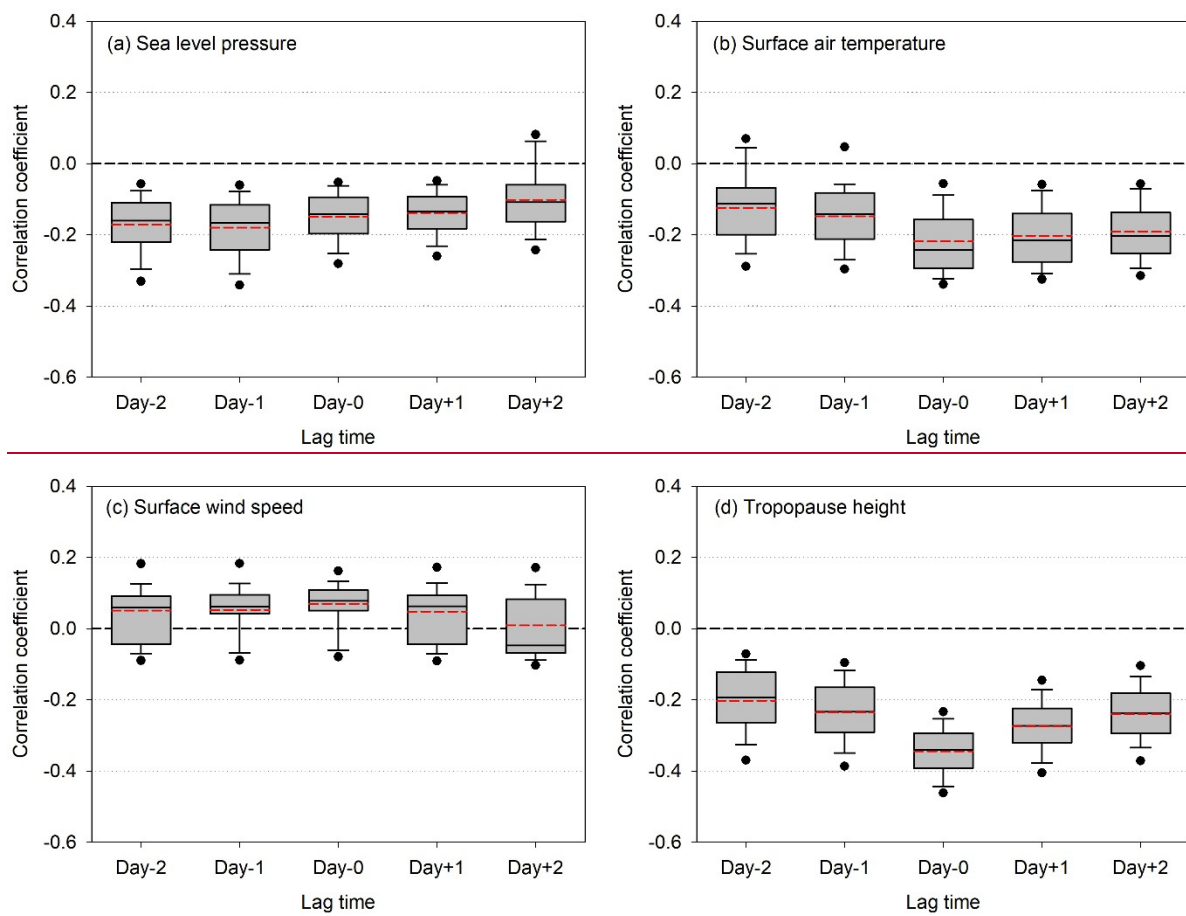 (a) Sea level pressure
0.4
0.2
0.0
-0.2
-0.4
-0.6
Correlation coefficient
Day-2 Day-1 Day-0 Day+1 Day+2
Lag time
(b) Surface air temperature
0.4
0.2
0.0
-0.2
-0.4
-0.6
Correlation coefficient
Day-2 Day-1 Day-0 Day+1 Day+2
Lag time
(c) Surface wind speed
0.4
0.2
0.0
-0.2
-0.4
-0.6
Correlation coefficient
Day-2 Day-1 Day-0 Day+1 Day+2
Lag time
(d) Tropopause height
0.4
0.2
0.0
-0.2
-0.4
-0.6
Correlation coefficient
Day-2 Day-1 Day-0 Day+1 Day+2
Lag time